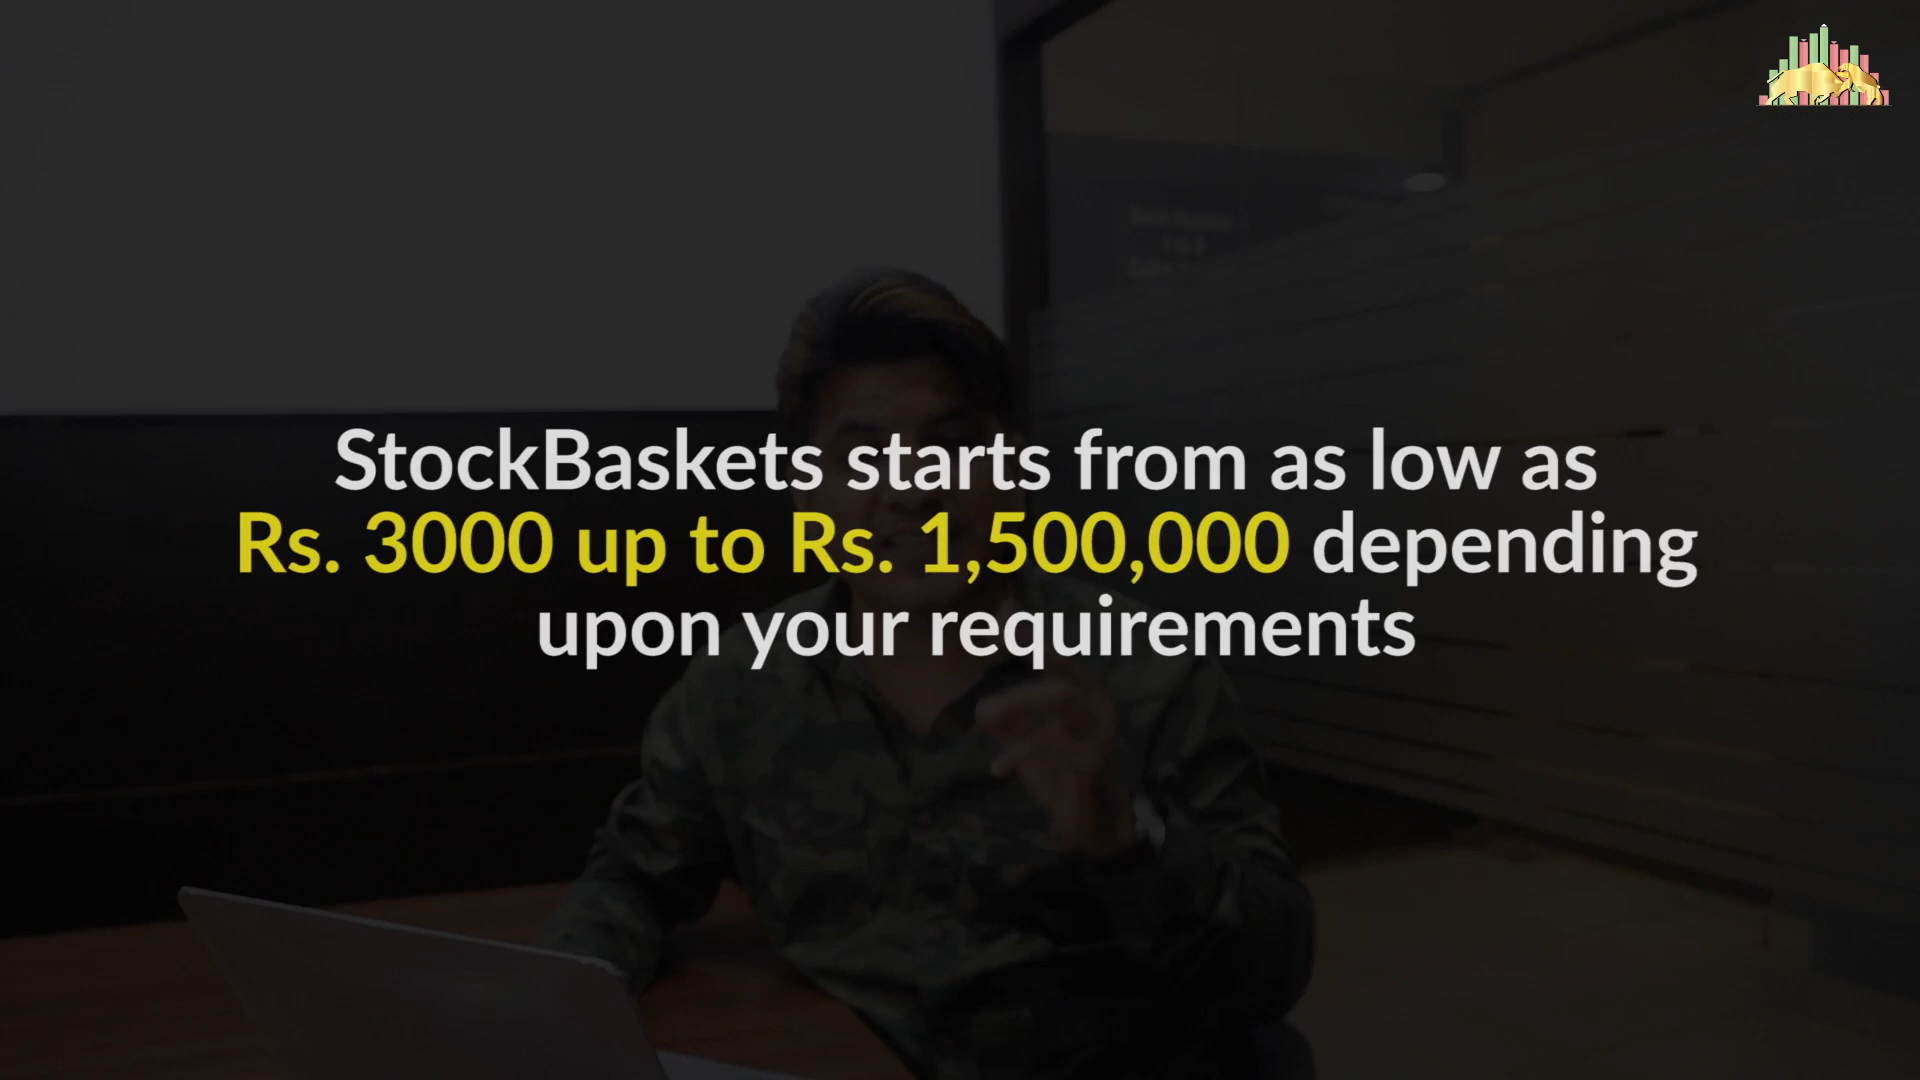 StockBaskets starts from as low as
Rs. 3000 up to Rs. 1,500,000 depending
upon your requirements